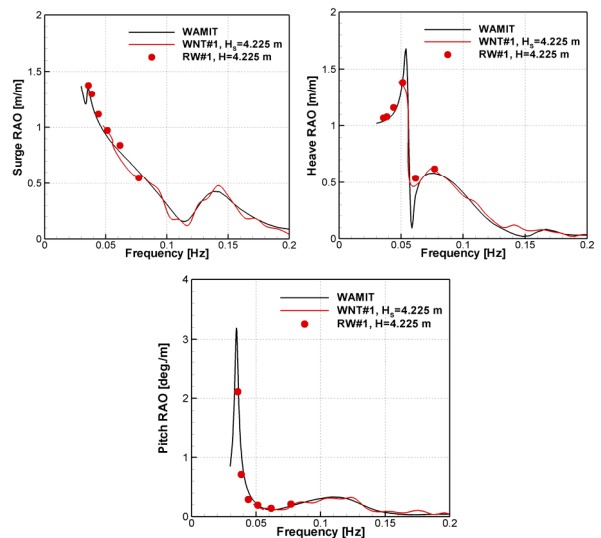 WAMIT
WNT#1, Hs=4.225 m
RW#1, H=4.225 m
Surge RAO [m/m]
2
1.5
1
0.5
0
0 0.05 0.1 0.15 0.2
Frequency [Hz]
WAMIT
WNT#1, Hs=4.225 m
RW#1, H=4.225 m
Heave RAO [m/m]
2
1.5
1
0.5
0
0 0.05 0.1 0.15 0.2
Frequency [Hz]
WAMIT
WNT#1, Hs=4.225 m
RW#1, H=4.225 m
Pitch RAO [deg./m]
4
3
2
1
0
0 0.05 0.1 0.15 0.2
Frequency [Hz]